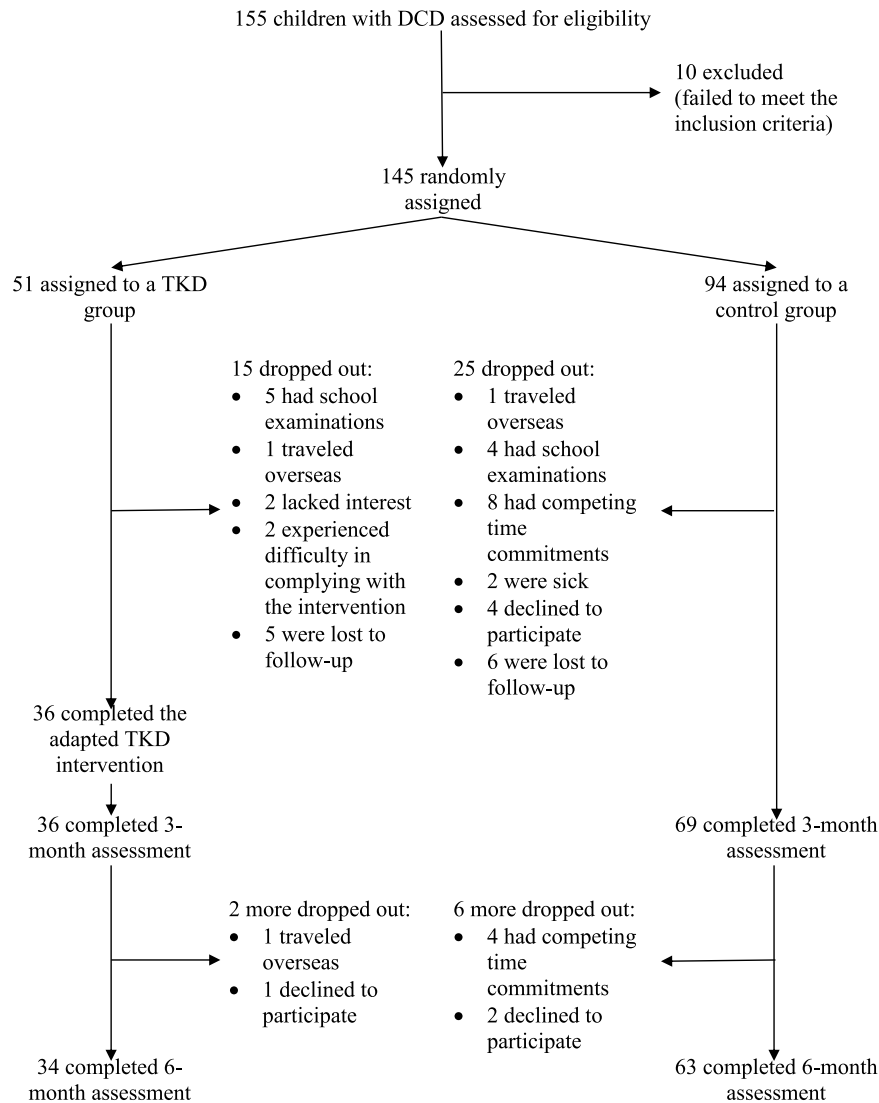 155 children with DCD assessed for eligibility
10 excluded
(failed to meet the
inclusion criteria)
145 randomly
assigned
51 assigned to a TKD
group
94 assigned to a
control group
15 dropped out:
• 5 had school
examinations
• 1 traveled
overseas
• 2 lacked interest
• 2 experienced
difficulty in
complying with
the intervention
• 5 were lost to
follow-up
25 dropped out:
• 1 traveled
overseas
• 4 had school
examinations
• 8 had competing
time
commitments
• 2 were sick
• 4 declined to
participate
• 6 were lost to
follow-up
36 completed the
adapted TKD
intervention
36 completed 3-
month assessment
69 completed 3-month
assessment
2 more dropped out:
• 1 traveled
overseas
• 1 declined to
participate
6 more dropped out:
• 4 had competing
time
commitments
• 2 declined to
participate
34 completed 6-
month assessment
63 completed 6-month
assessment